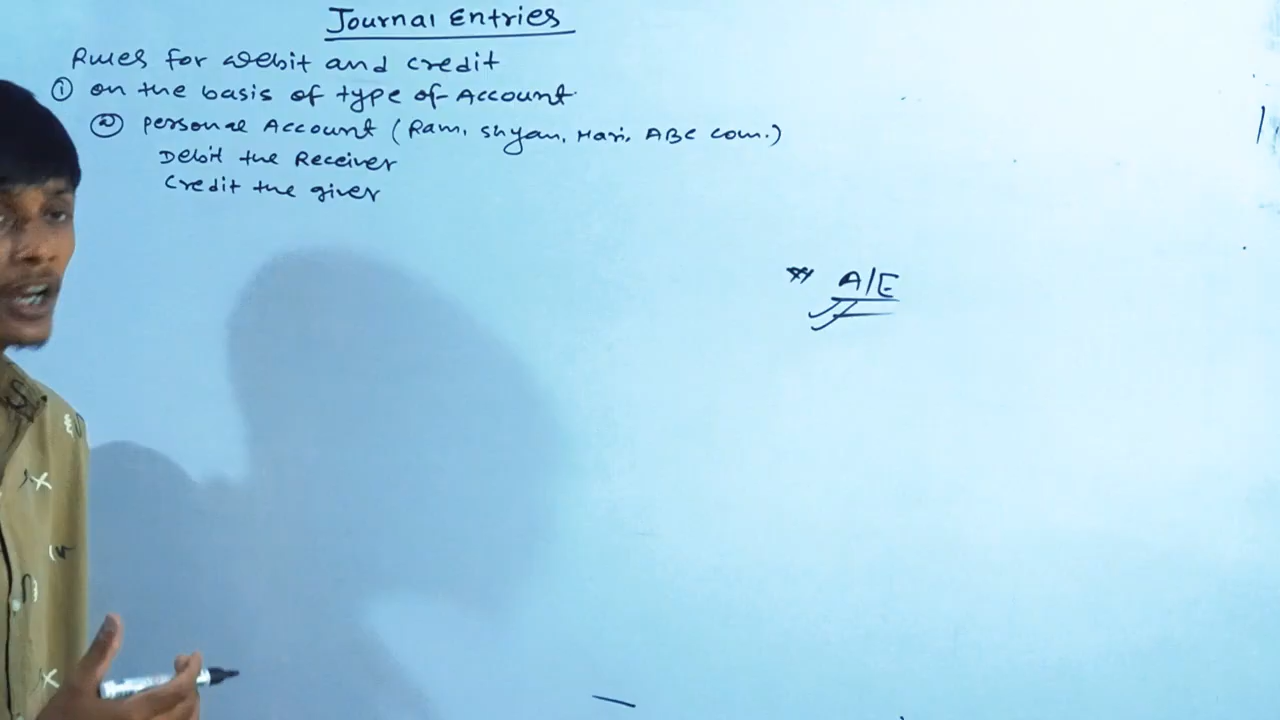 Journal Entries
Rules for Debit and credit
① on the basis of type of Account
ⓐ Personal Account (Ram, Shyam, Hari, ABC com.)
Debit the Receiver
Credit the giver
A/E